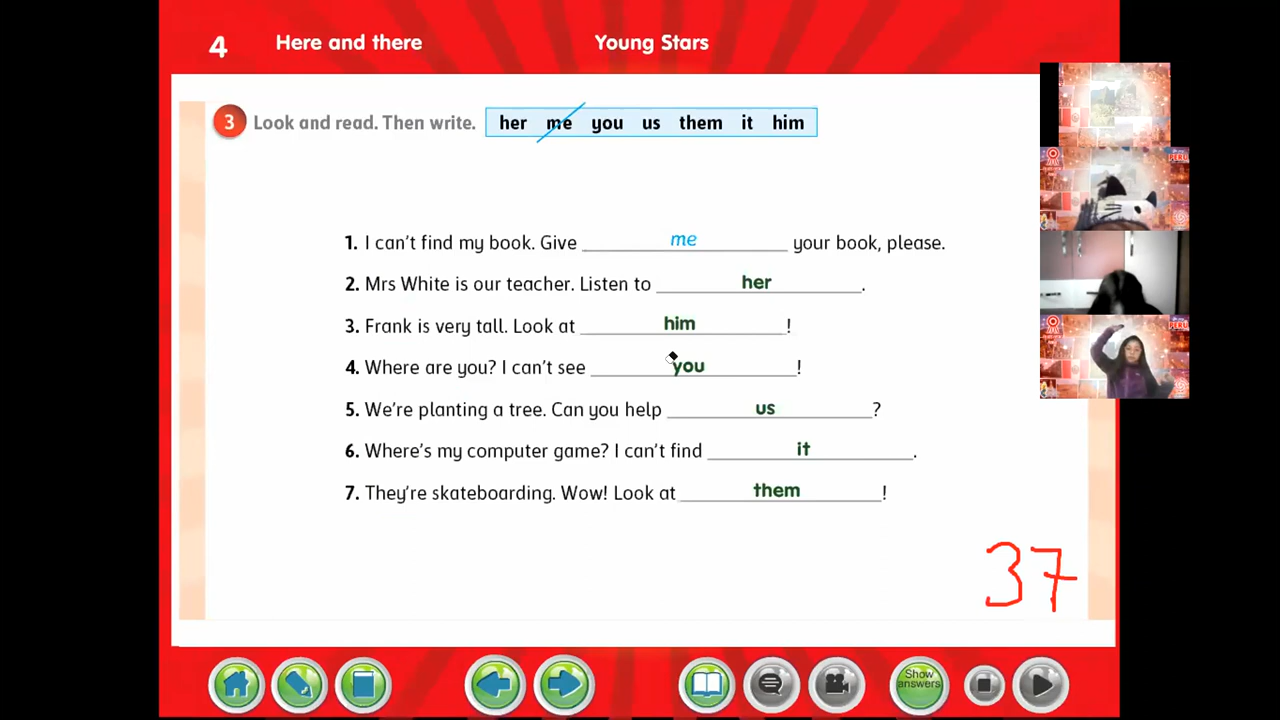 4 Here and there Young Stars
3 Look and read. Then write. her me you us them it him
1. I can't find my book. Give me your book, please.
2. Mrs White is our teacher. Listen to her.
3. Frank is very tall. Look at him!
4. Where are you? I can't see you!
5. We're planting a tree. Can you help us?
6. Where's my computer game? I can't find it.
7. They're skateboarding. Wow! Look at them!
37
Show
answers
PERU
PERU